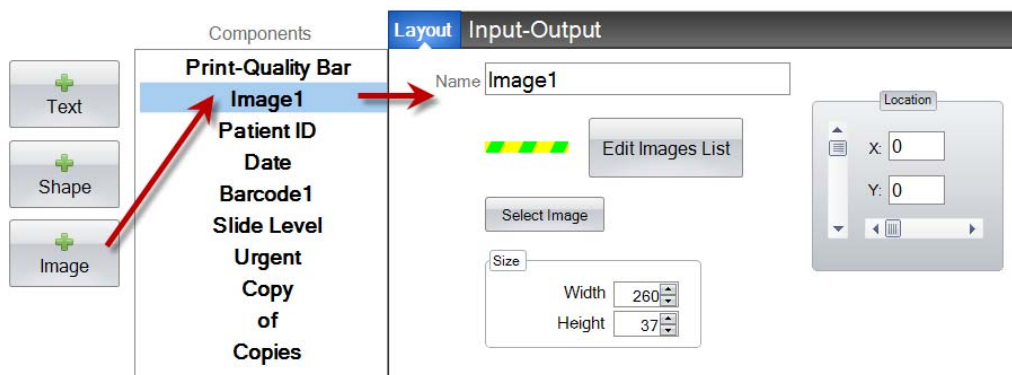 Components
Layout Input-Output
Text
Shape
Image
Print-Quality Bar
Image1
Patient ID
Date
Barcode1
Slide Level
Urgent
Copy
of
Copies
Name Image1
Edit Images List
Select Image
Size
Width 260
Height 37
Location
X: 0
Y: 0